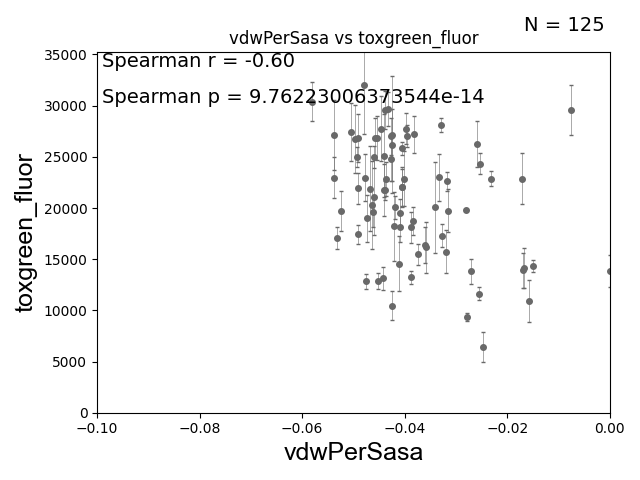 N = 125
vdwPerSasa vs toxgreen_fluor
Spearman r = -0.60
Spearman p = 9.76223006373544e-14
35000
30000
25000
20000
15000
10000
5000
0
toxgreen_fluor
−0.10 −0.08 −0.06 −0.04 −0.02 0.00
vdwPerSasa